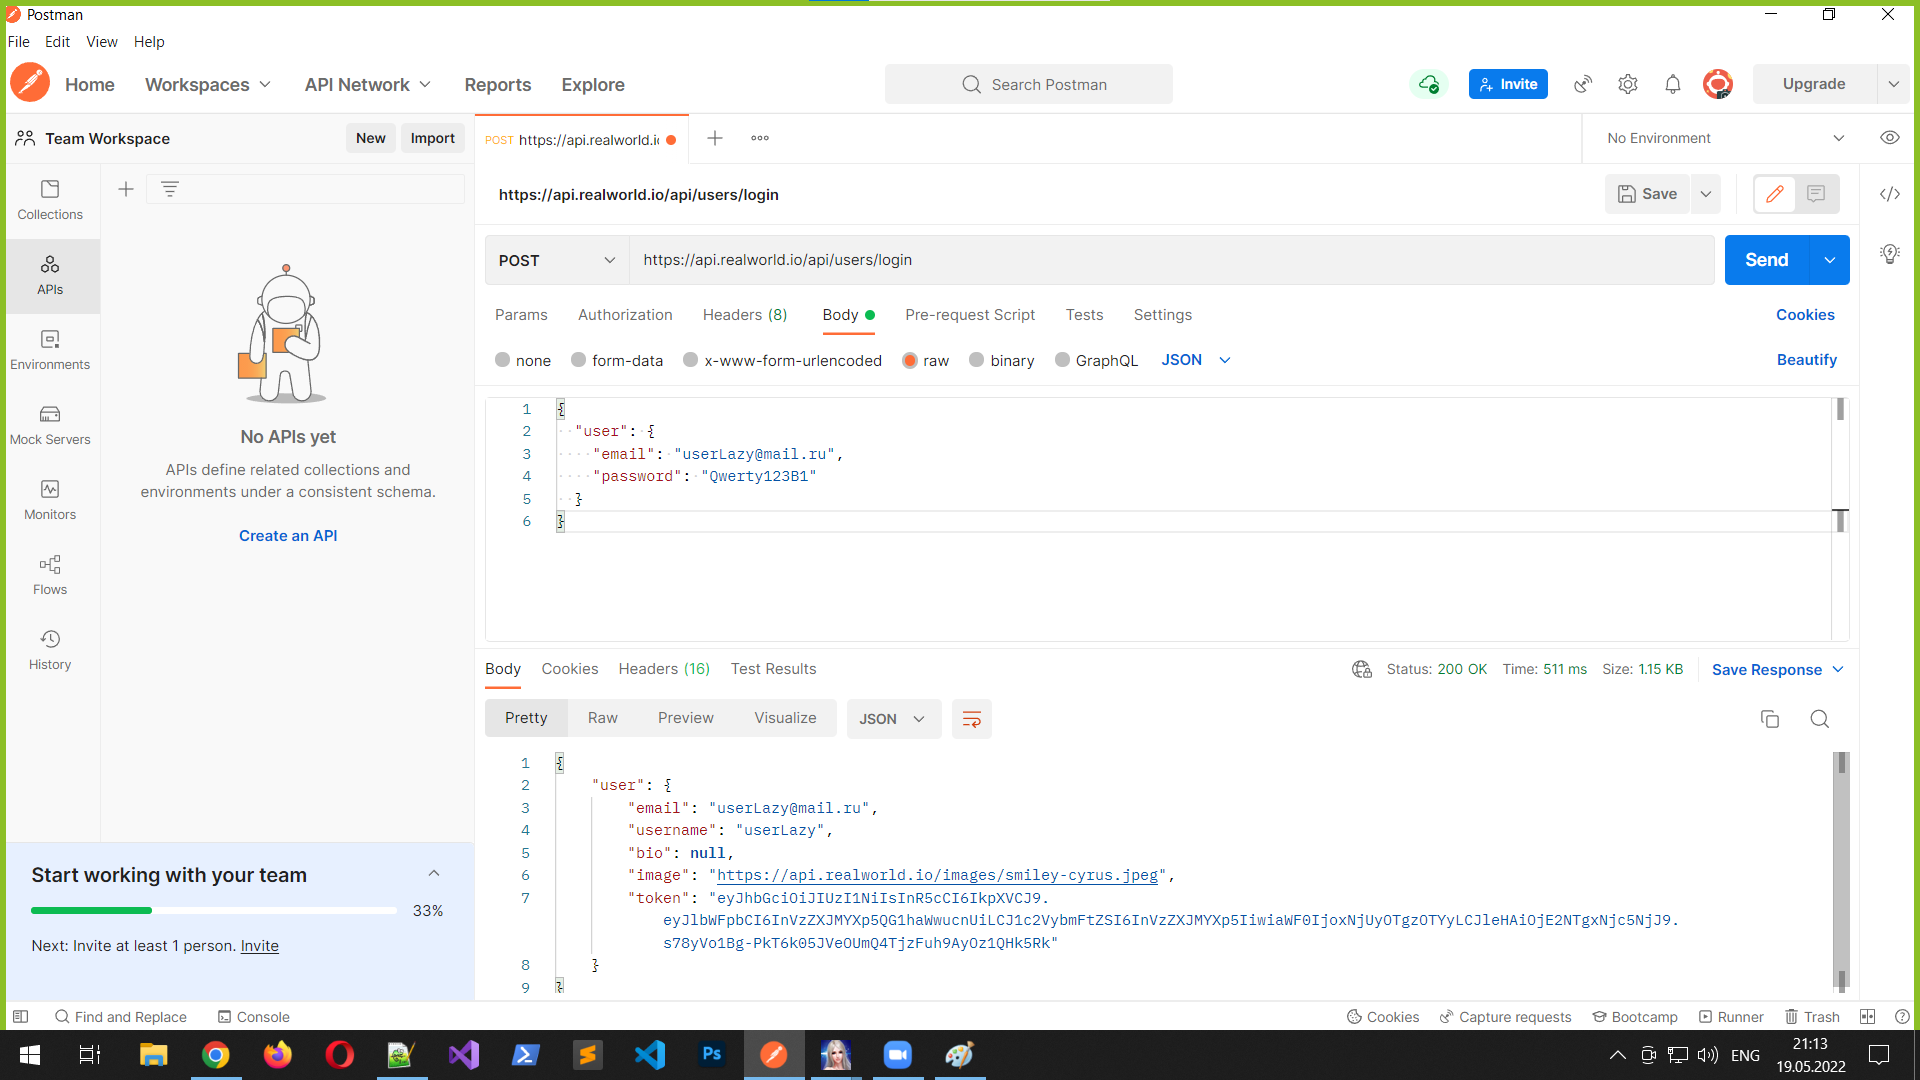 Postman
File Edit View Help
Home Workspaces API Network Reports Explore Search Postman Invite Upgrade
Team Workspace New Import POST https://api.realworld.i No Environment
https://api.realworld.io/api/users/login Save
POST https://api.realworld.io/api/users/login Send
Params Authorization Headers (8) Body Pre-request Script Tests Settings Cookies
none form-data x-www-form-urlencoded raw binary GraphQL JSON Beautify
Collections
APIs
Environments
Mock Servers
Monitors
Flows
History
No APIs yet
APIs define related collections and
environments under a consistent schema.
Create an API
1 {
2 "user": {
3 "email": "userLazy@mail.ru",
4 "password": "Qwerty123B1"
5 }
6 }
Body Cookies Headers (16) Test Results Status: 200 OK Time: 511 ms Size: 1.15 KB Save Response
Pretty Raw Preview Visualize JSON
1 {
2 "user": {
3 "email": "userLazy@mail.ru",
4 "username": "userLazy",
5 "bio": null,
6 "image": "https://api.realworld.io/images/smiley-cyrus.jpeg",
7 "token": "eyJhbGciOiJIUzI1NiIsInR5cCI6IkpXVCJ9.
eyJlbWFpbCI6InVzZXJMYXp5QG1haWwucnUiLCJ1c2VybmFtZSI6InVzZXJMYXp5IiwiaWF0IjoxNjUyOTgzOTYyLCJleHAiOjE2NTgxNjc5NjJ9.
s78yVo1Bg-PkT6k05JVeOUmQ4TjzFuh9AyOz1QHk5Rk"
8 }
9 }
Start working with your team
33%
Next: Invite at least 1 person. Invite
Find and Replace Console Cookies Capture requests Bootcamp Runner Trash
Ps ENG 21:13
19.05.2022